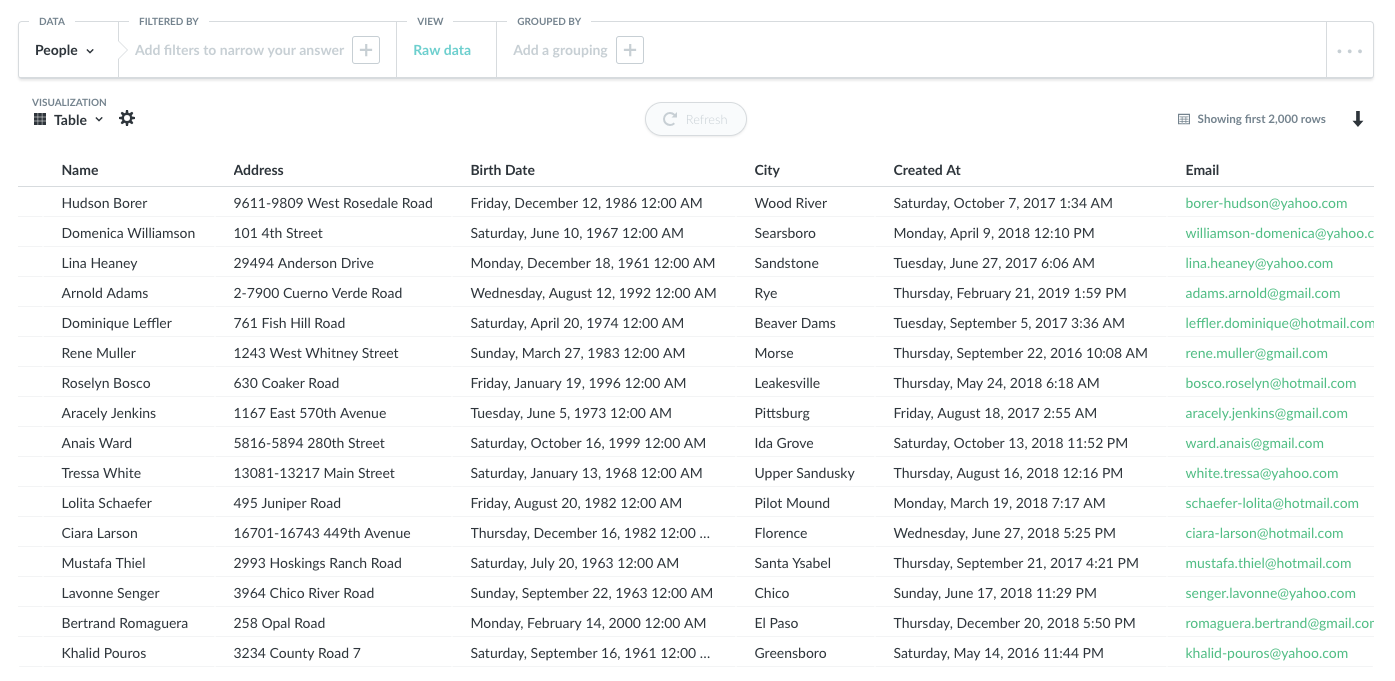 DATA FILTERED BY VIEW GROUPED BY
People Add filters to narrow your answer Raw data Add a grouping
VISUALIZATION
Table Refresh Showing first 2,000 rows
Name Address Birth Date City Created At Email
Hudson Borer 9611-9809 West Rosedale Road Friday, December 12, 1986 12:00 AM Wood River Saturday, October 7, 2017 1:34 AM borer-hudson@yahoo.com
Domenica Williamson 101 4th Street Saturday, June 10, 1967 12:00 AM Searsboro Monday, April 9, 2018 12:10 PM williamson-domenica@yahoo.c
Lina Heaney 29494 Anderson Drive Monday, December 18, 1961 12:00 AM Sandstone Tuesday, June 27, 2017 6:06 AM lina.heaney@yahoo.com
Arnold Adams 2-7900 Cuerno Verde Road Wednesday, August 12, 1992 12:00 AM Rye Thursday, February 21, 2019 1:59 PM adams.arnold@gmail.com
Dominique Leffler 761 Fish Hill Road Saturday, April 20, 1974 12:00 AM Beaver Dams Tuesday, September 5, 2017 3:36 AM leffler.dominique@hotmail.com
Rene Muller 1243 West Whitney Street Sunday, March 27, 1983 12:00 AM Morse Thursday, September 22, 2016 10:08 AM rene.muller@gmail.com
Roselyn Bosco 630 Coaker Road Friday, January 19, 1996 12:00 AM Leakesville Thursday, May 24, 2018 6:18 AM bosco.roselyn@hotmail.com
Aracely Jenkins 1167 East 570th Avenue Tuesday, June 5, 1973 12:00 AM Pittsburg Friday, August 18, 2017 2:55 AM aracely.jenkins@gmail.com
Anais Ward 5816-5894 280th Street Saturday, October 16, 1999 12:00 AM Ida Grove Saturday, October 13, 2018 11:52 PM ward.anais@gmail.com
Tressa White 13081-13217 Main Street Saturday, January 13, 1968 12:00 AM Upper Sandusky Thursday, August 16, 2018 12:16 PM white.tressa@yahoo.com
Lolita Schaefer 495 Juniper Road Friday, August 20, 1982 12:00 AM Pilot Mound Monday, March 19, 2018 7:17 AM schaefer-lolita@hotmail.com
Ciara Larson 16701-16743 449th Avenue Thursday, December 16, 1982 12:00 ... Florence Wednesday, June 27, 2018 5:25 PM ciara-larson@hotmail.com
Mustafa Thiel 2993 Hoskings Ranch Road Saturday, July 20, 1963 12:00 AM Santa Ysabel Thursday, September 21, 2017 4:21 PM mustafa.thiel@hotmail.com
Lavonne Senger 3964 Chico River Road Sunday, September 22, 1963 12:00 AM Chico Sunday, June 17, 2018 11:29 PM senger.lavonne@yahoo.com
Bertrand Romaguera 258 Opal Road Monday, February 14, 2000 12:00 AM El Paso Thursday, December 20, 2018 5:50 PM romaguera.bertrand@gmail.com
Khalid Pouros 3234 County Road 7 Saturday, September 16, 1961 12:00 ... Greensboro Saturday, May 14, 2016 11:44 PM khalid-pouros@yahoo.com